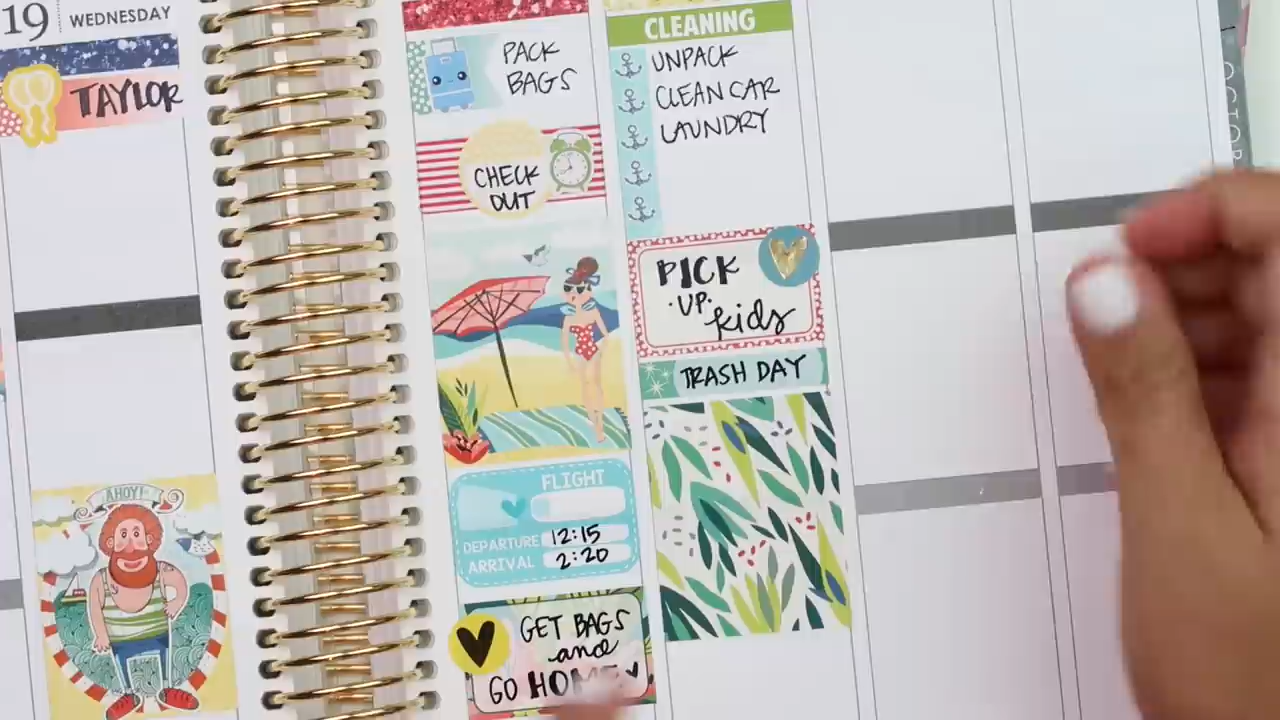 19 WEDNESDAY
TAYLOR
AHOY!
PACK
BAGS
CHECK
OUT
FLIGHT
DEPARTURE 12:15
ARRIVAL 2:20
GET BAGS
and
GO HOME
CLEANING
UNPACK
CLEAN CAR
LAUNDRY
PICK
·UP·
kids
TRASH DAY